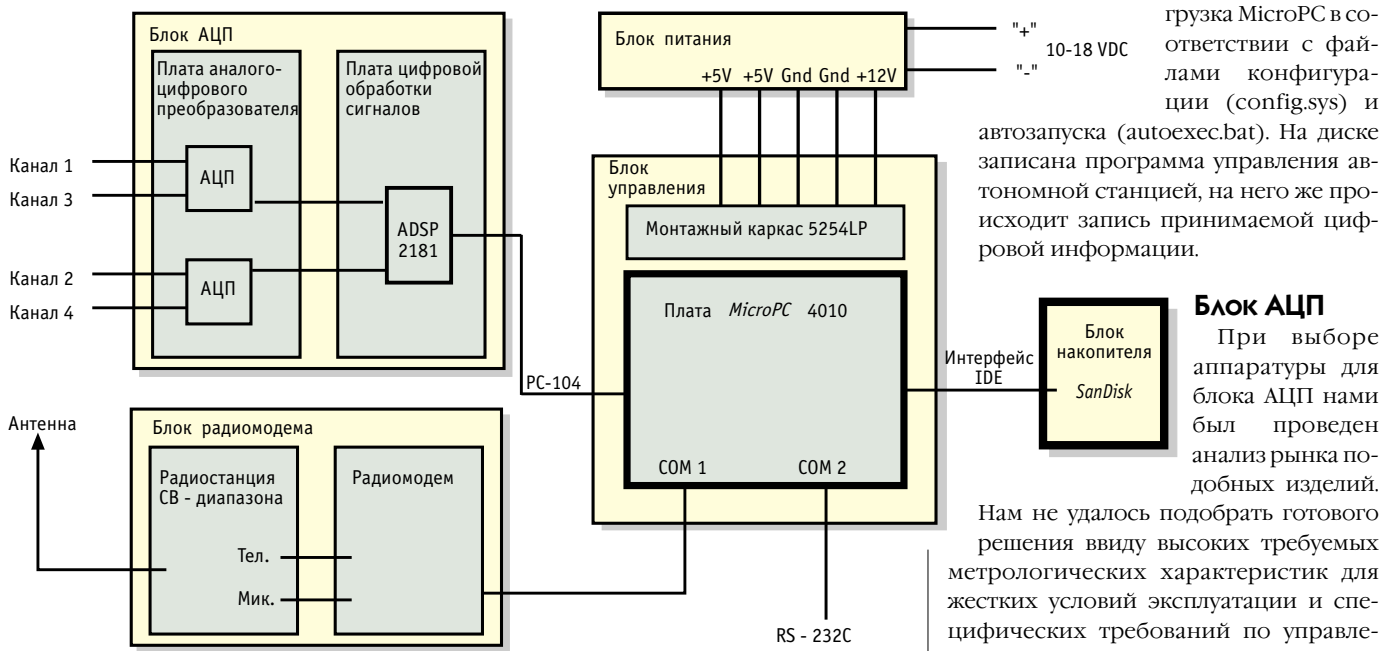 Блок АЦП
Плата аналого-
цифрового
преобразователя
Плата цифровой
обработки
сигналов
Канал 1
Канал 3
АЦП
Канал 2
Канал 4
АЦП
ADSP
2181
PC-104
Антенна
Блок радиомодема
Радиостанция
СВ - диапазона
Тел.
Мик.
Радиомодем
Блок питания
+5V +5V Gnd Gnd +12V
"+"
10-18 VDC
"-"
Блок
управления
Монтажный каркас 5254LP
Плата MicroPC 4010
COM 1
COM 2
RS - 232C
Интерфейс
IDE
Блок
накопителя
SanDisk
грузка MicroPC в со-
ответствии с фай-
лами конфигура-
ции (config.sys) и
автозапуска (autoexec.bat). На диске
записана программа управления ав-
тономной станцией, на него же про-
исходит запись принимаемой циф-
ровой информации.
Блок АЦП
При выборе
аппаратуры для
блока АЦП нами
был проведен
анализ рынка по-
добных изделий.
Нам не удалось подобрать готового
решения ввиду высоких требуемых
метрологических характеристик для
жестких условий эксплуатации и спе-
цифических требований по управле-